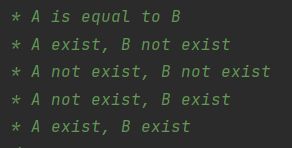 * A is equal to B
* A exist, B not exist
* A not exist, B not exist
* A not exist, B exist
* A exist, B exist